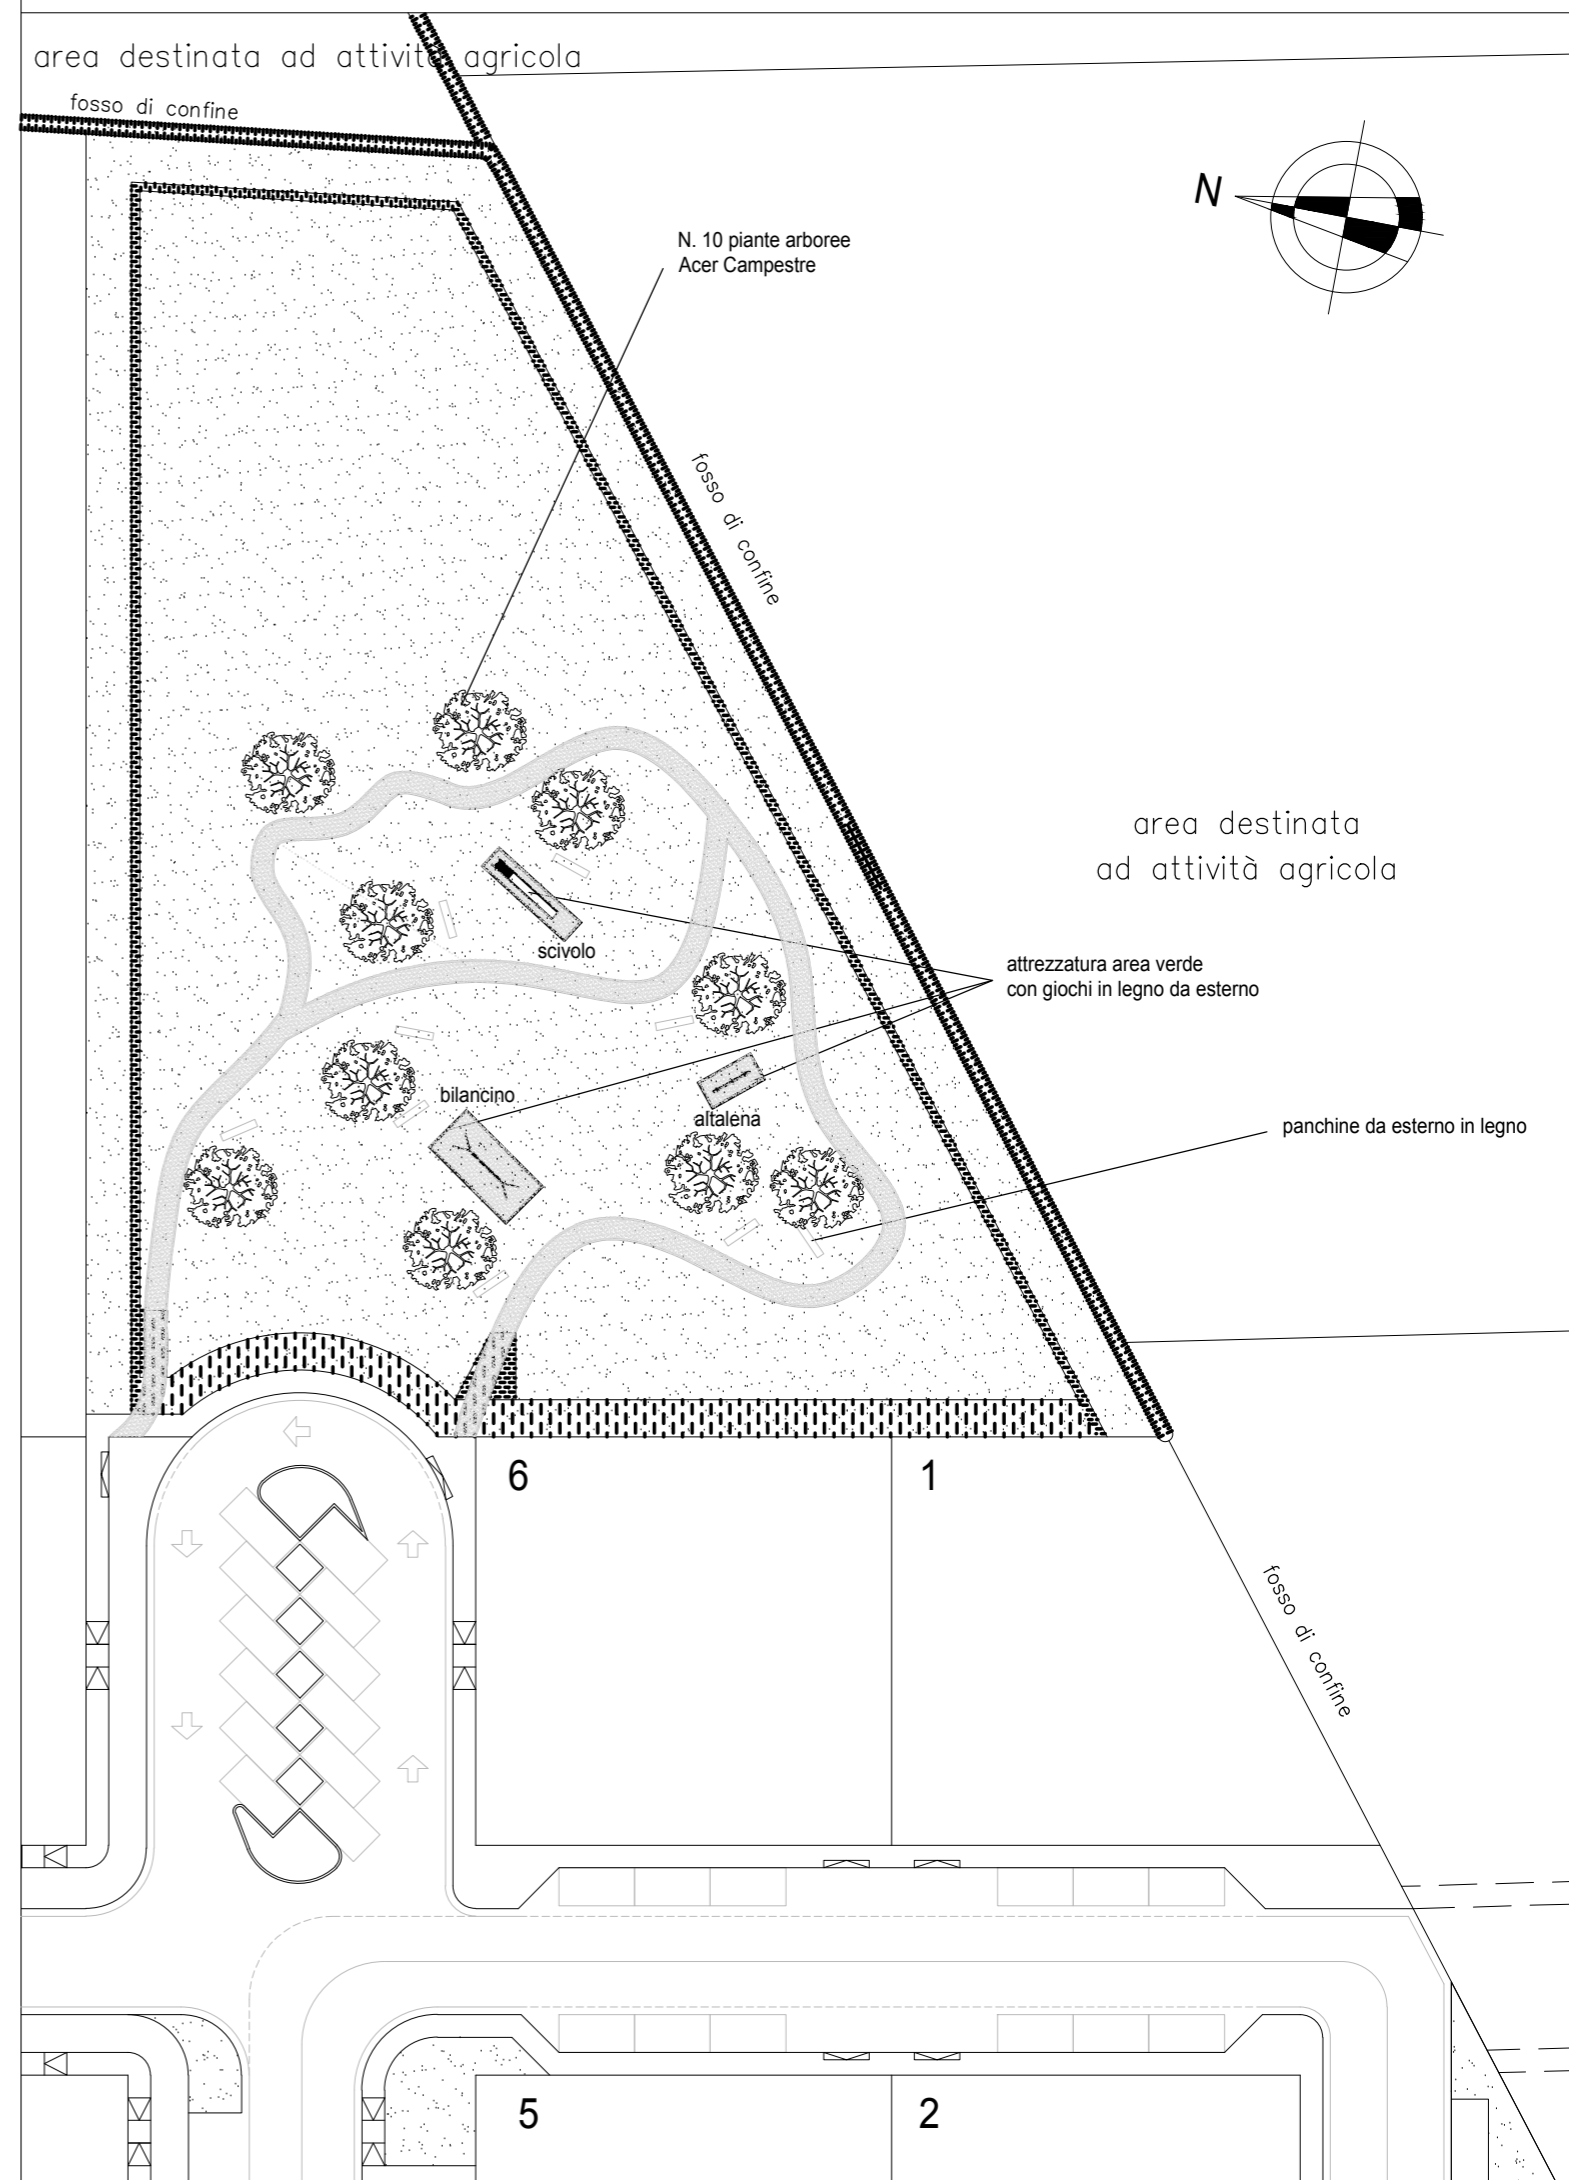 area destinata ad attività agricola
fosso di confine
N
N. 10 piante arboree
Acer Campestre
fosso di confine
area destinata
ad attività agricola
scivolo
attrezzatura area verde
con giochi in legno da esterno
bilancino
altalena
panchine da esterno in legno
6
1
fosso di confine
5
2